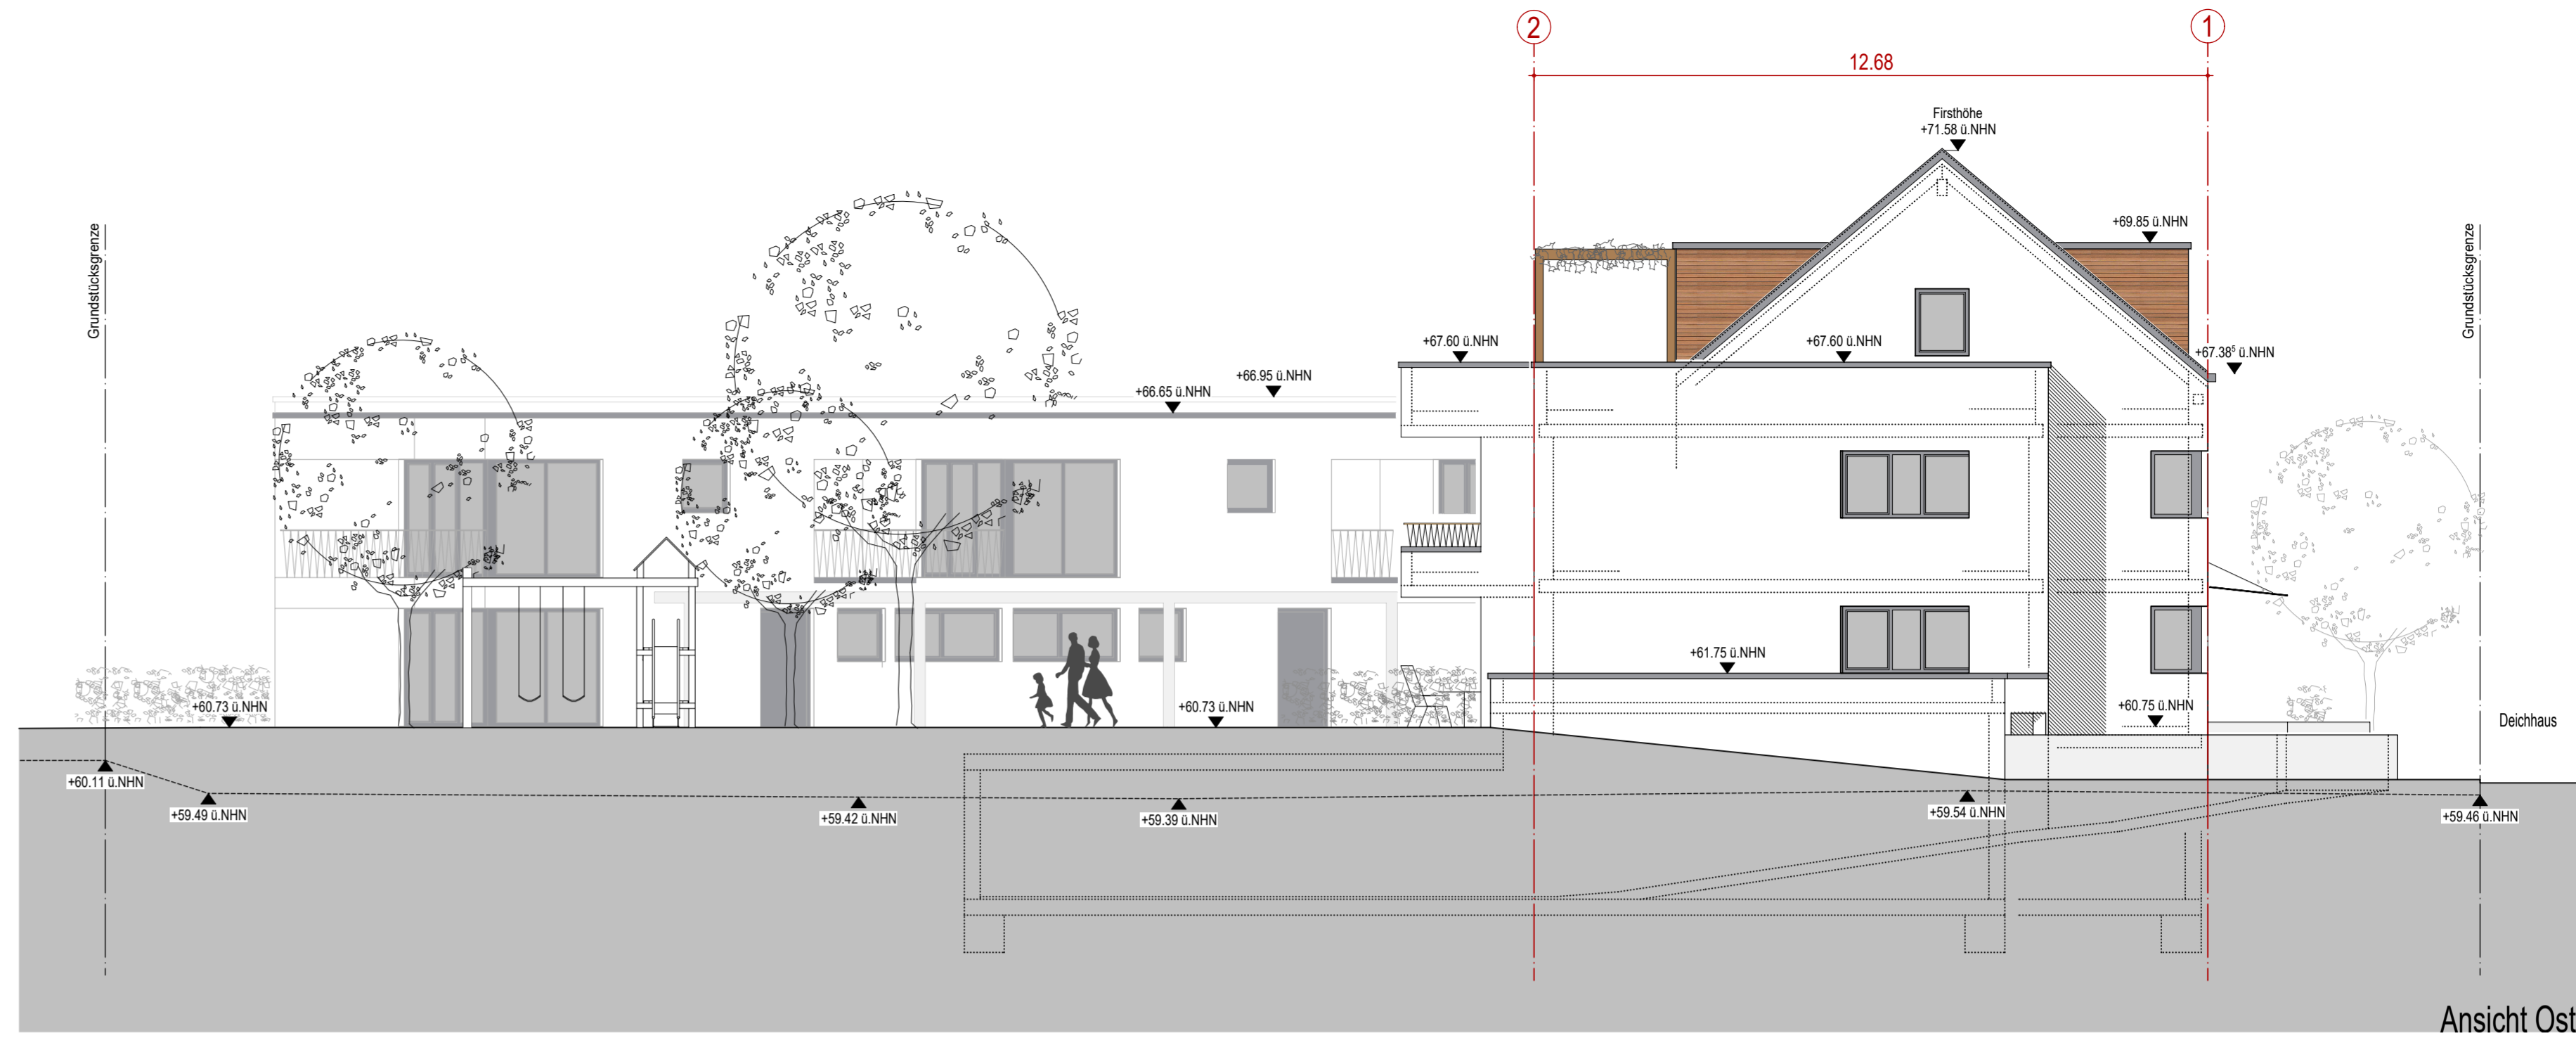 2
1
12.68
Firsthöhe
+71.58 ü.NHN
Grundstücksgrenze
+69.85 ü.NHN
Grundstücksgrenze
+67.60 ü.NHN
+67.60 ü.NHN
+67.38⁵ ü.NHN
+66.65 ü.NHN
+66.95 ü.NHN
+61.75 ü.NHN
+60.73 ü.NHN
+60.73 ü.NHN
+60.75 ü.NHN
Deichhaus
+60.11 ü.NHN
+59.49 ü.NHN
+59.42 ü.NHN
+59.39 ü.NHN
+59.54 ü.NHN
+59.46 ü.NHN
Ansicht Ost